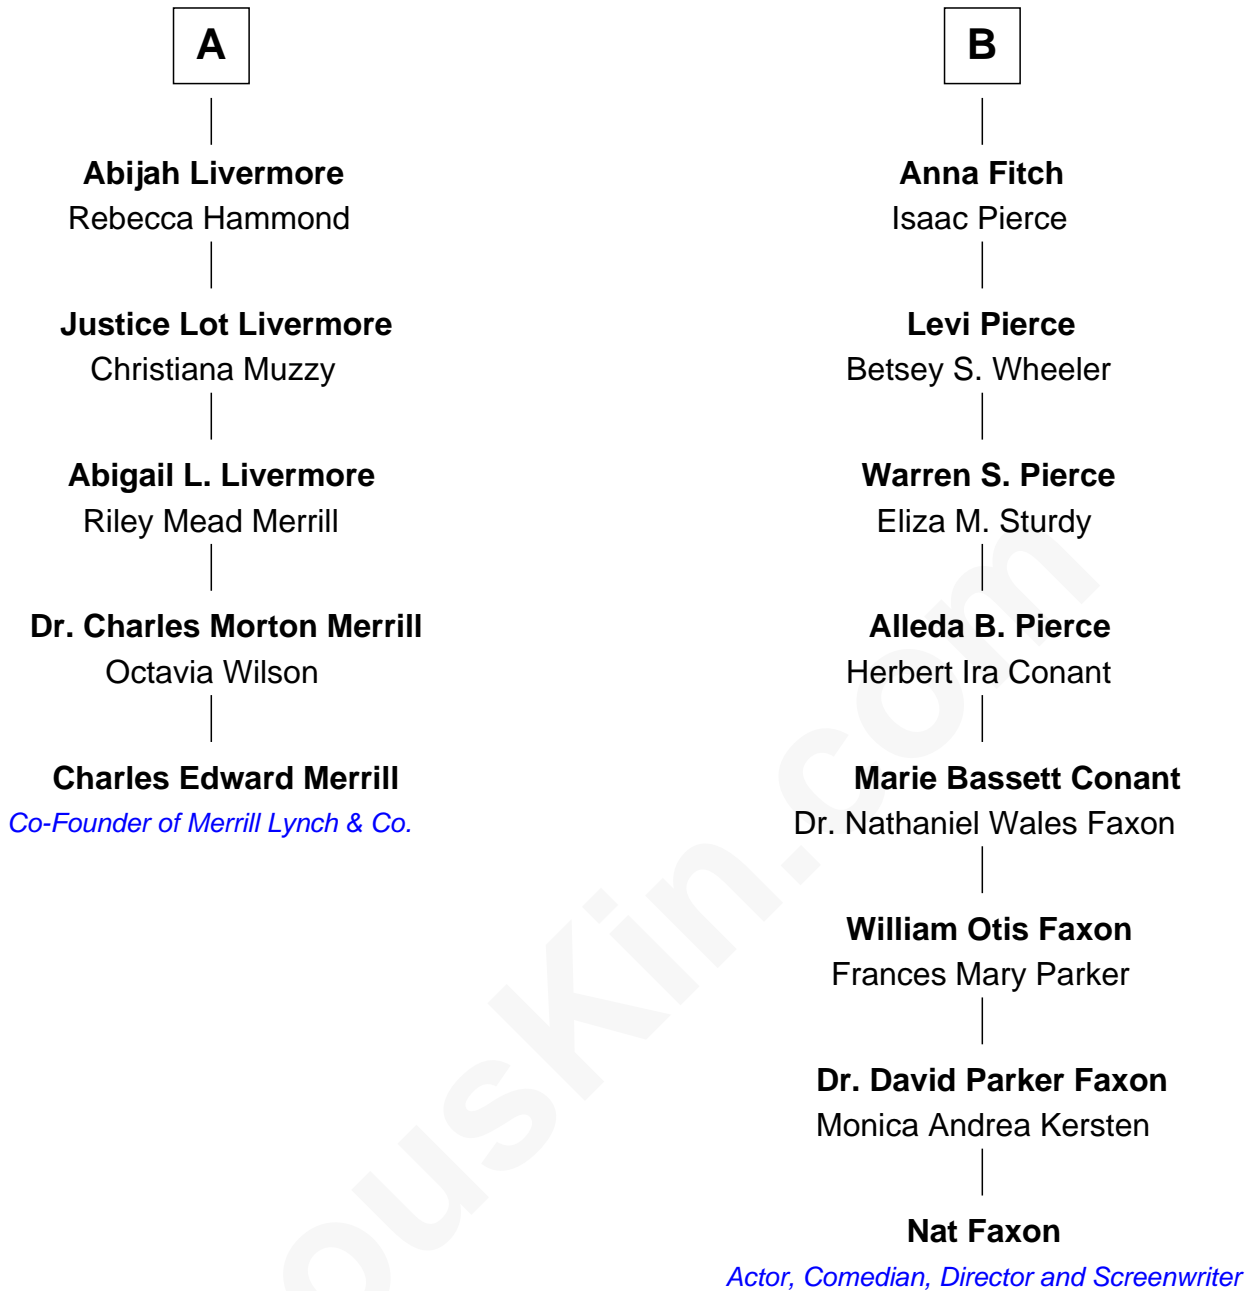 A
Abijah Livermore
Rebecca Hammond
Justice Lot Livermore
Christiana Muzzy
Abigail L. Livermore
Riley Mead Merrill
Dr. Charles Morton Merrill
Octavia Wilson
Charles Edward Merrill
Co-Founder of Merrill Lynch & Co.
B
Anna Fitch
Isaac Pierce
Levi Pierce
Betsey S. Wheeler
Warren S. Pierce
Eliza M. Sturdy
Alleda B. Pierce
Herbert Ira Conant
Marie Bassett Conant
Dr. Nathaniel Wales Faxon
William Otis Faxon
Frances Mary Parker
Dr. David Parker Faxon
Monica Andrea Kersten
Nat Faxon
Actor, Comedian, Director and Screenwriter
ousKin.com